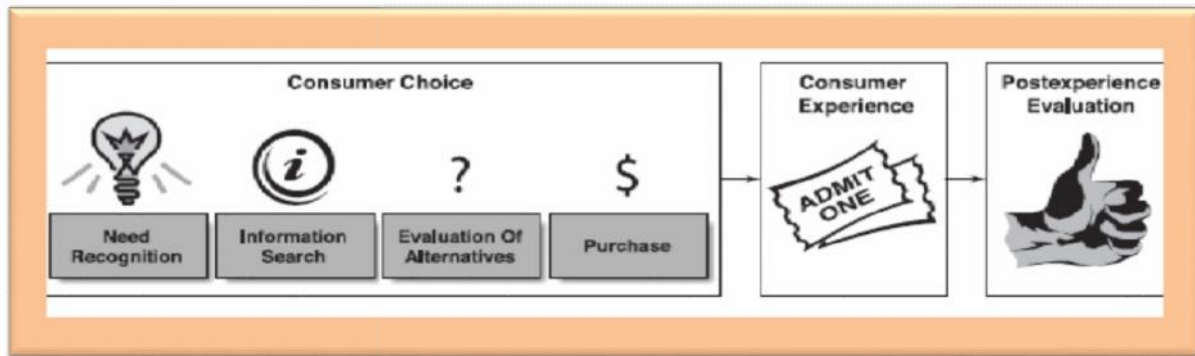 Consumer Choice
i
?
$
Need
Recognition
Information
Search
Evaluation Of
Alternatives
Purchase
Consumer
Experience
ADMIT
ONE
Postexperience
Evaluation